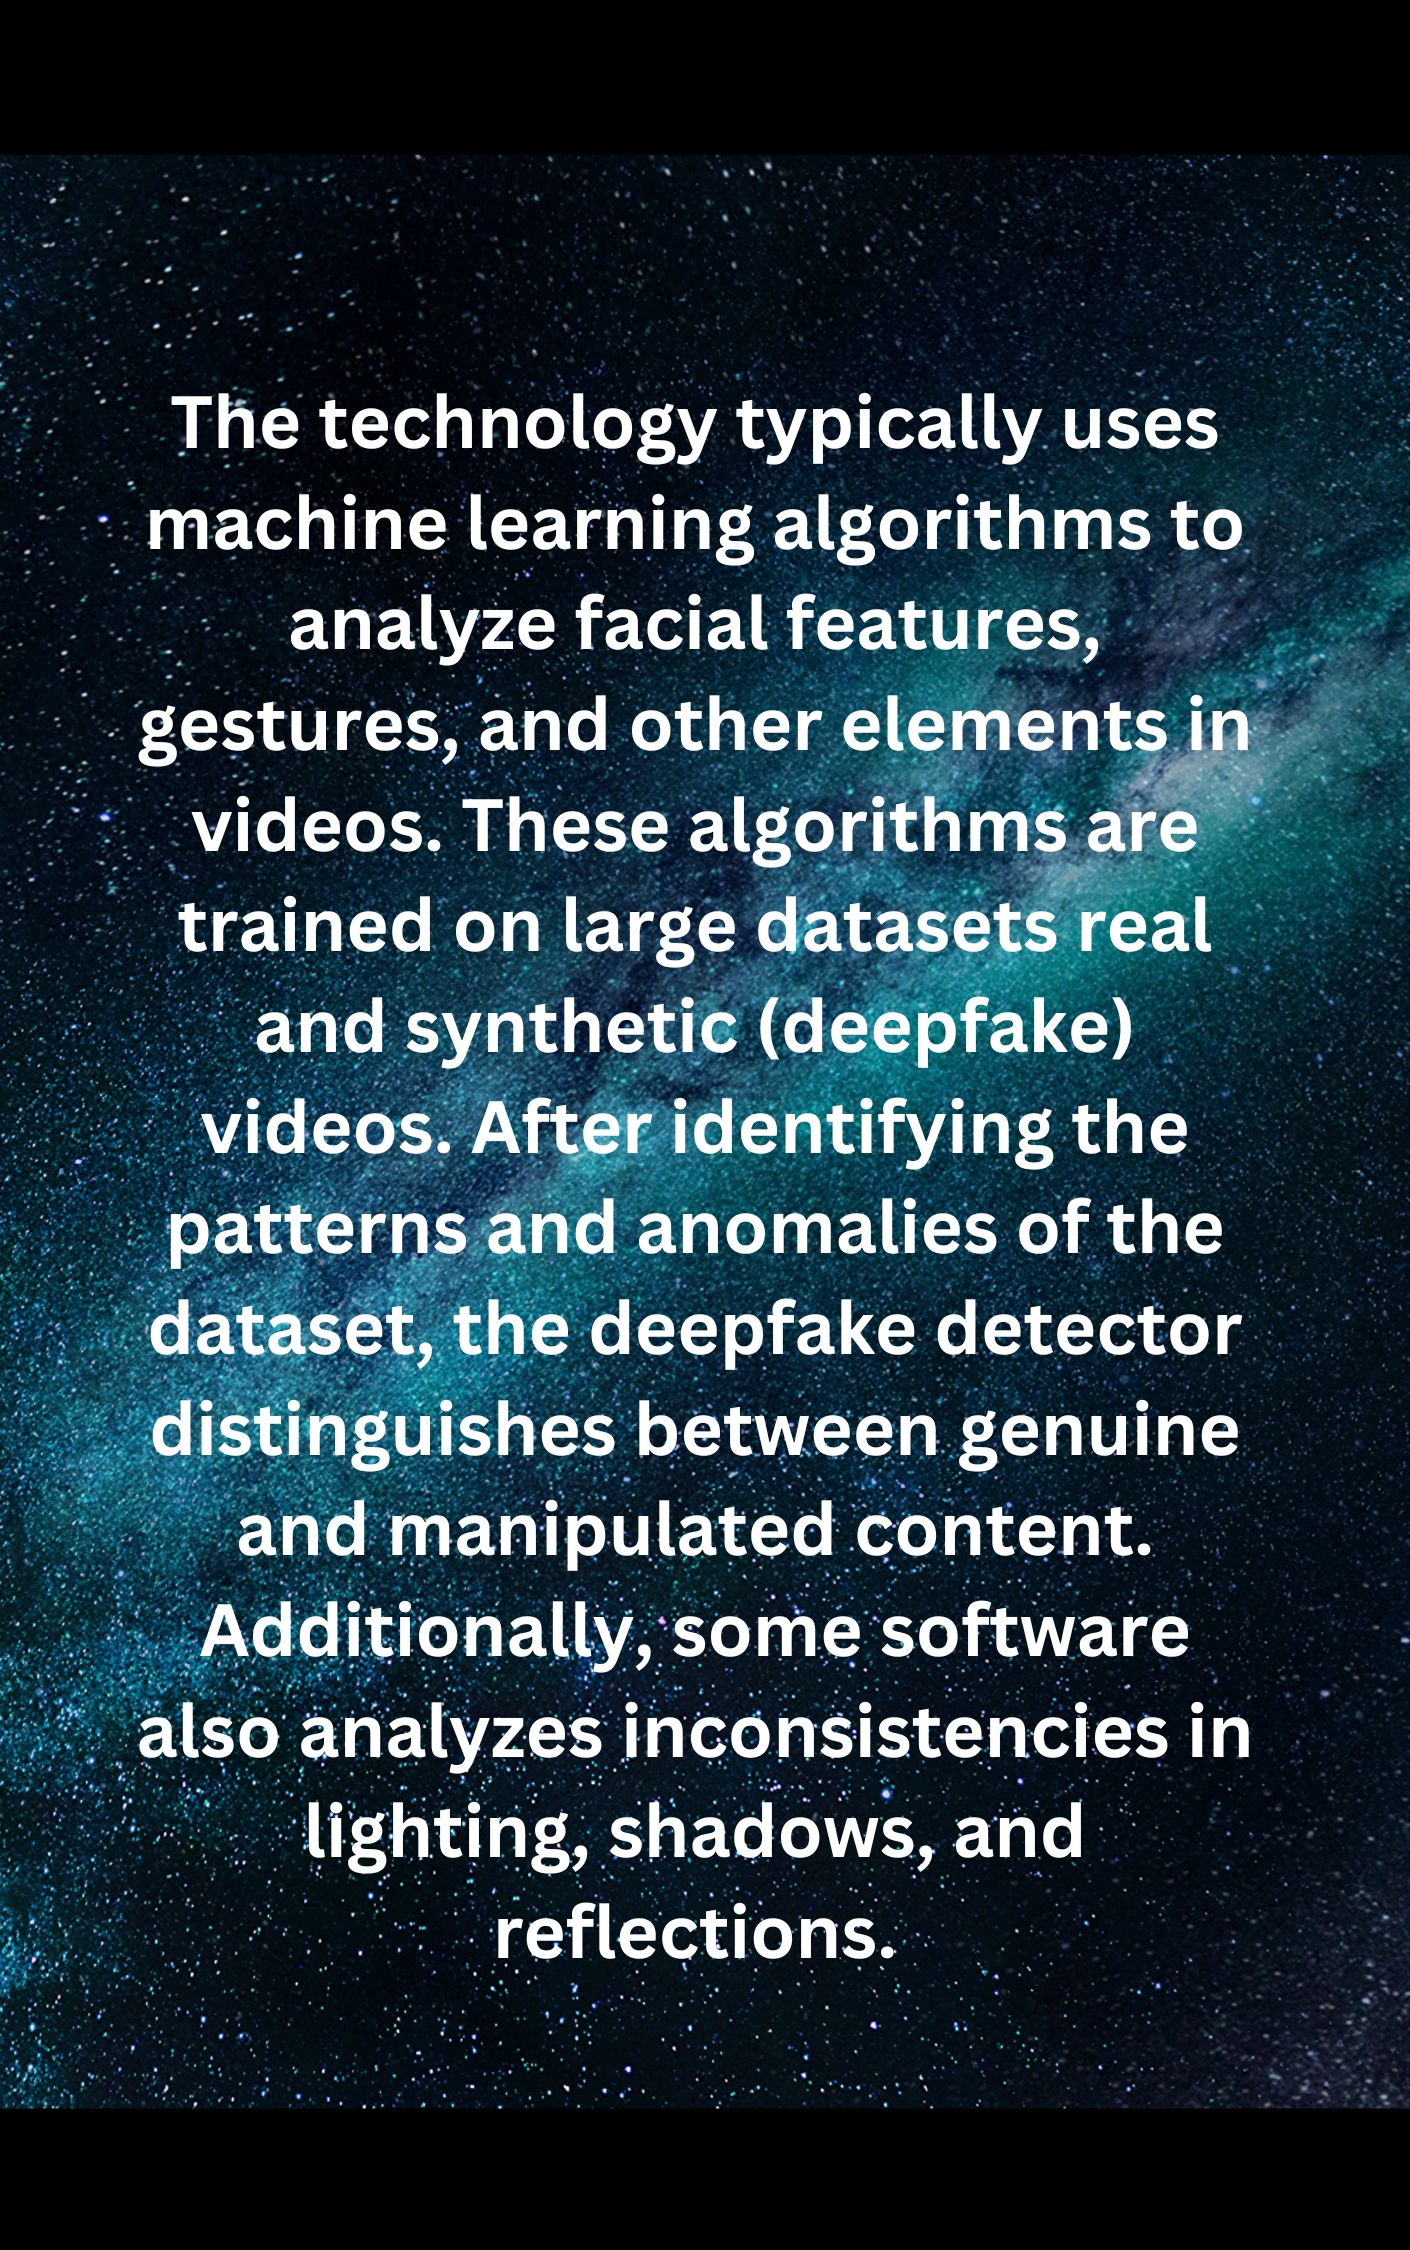 The technology typically uses
machine learning algorithms to
analyze facial features,
gestures, and other elements in
videos. These algorithms are
trained on large datasets real
and synthetic (deepfake)
videos. After identifying the
patterns and anomalies of the
dataset, the deepfake detector
distinguishes between genuine
and manipulated content.
Additionally, some software
also analyzes inconsistencies in
lighting, shadows, and
reflections.